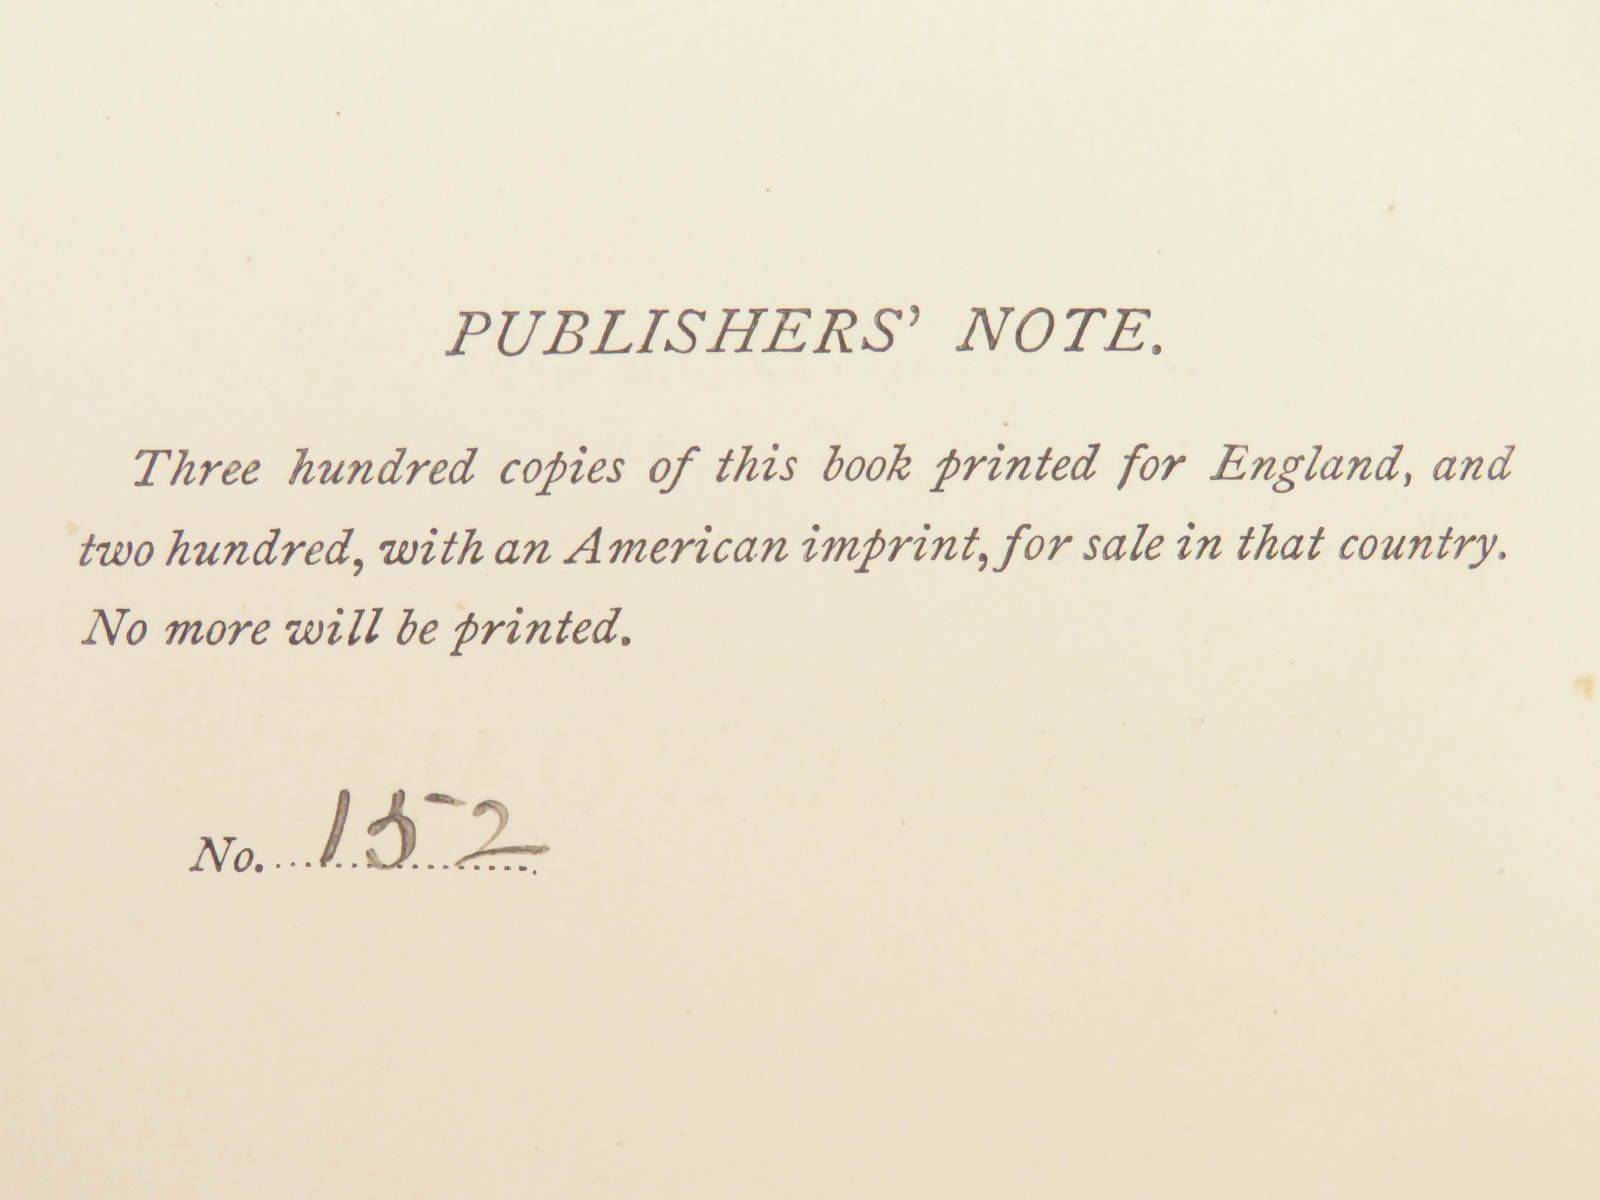 PUBLISHERS' NOTE.
Three hundred copies of this book printed for England, and
two hundred, with an American imprint, for sale in that country.
No more will be printed.
No. 152